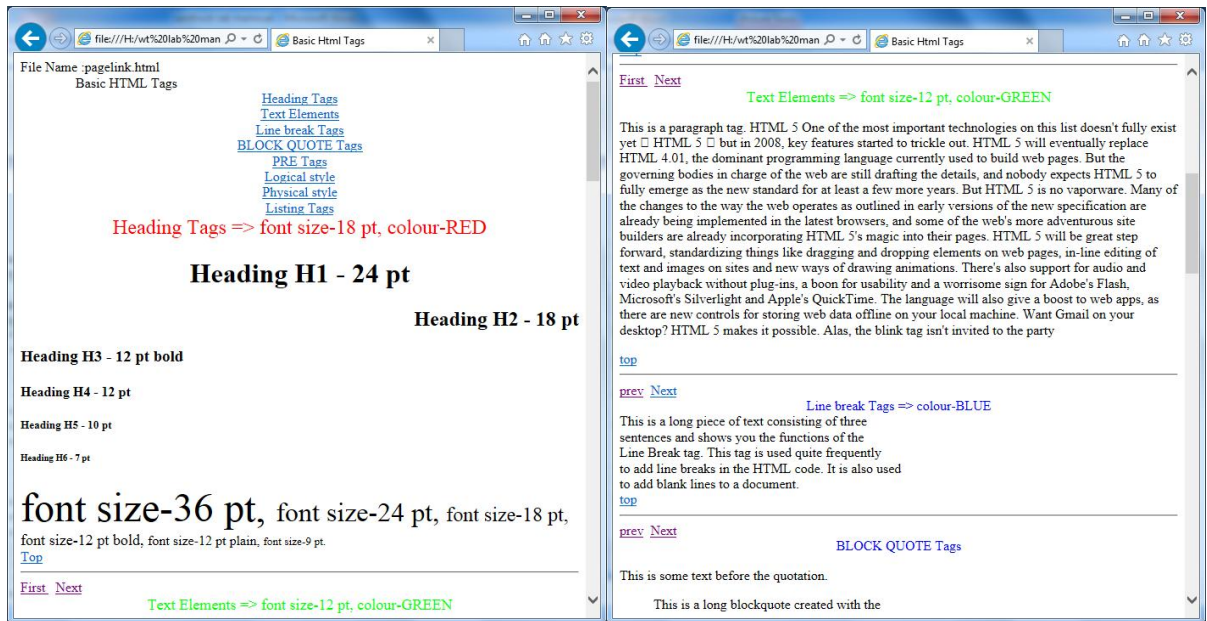 file:///H:/wt%20lab%20man
Basic Html Tags
File Name :pagelink.html
Basic HTML Tags
Heading Tags
Text Elements
Line break Tags
BLOCK QUOTE Tags
PRE Tags
Logical style
Physical style
Listing Tags
Heading Tags => font size-18 pt, colour-RED
Heading H1 - 24 pt
Heading H2 - 18 pt
Heading H3 - 12 pt bold
Heading H4 - 12 pt
Heading H5 - 10 pt
Heading H6 - 7 pt
font size-36 pt, font size-24 pt, font size-18 pt,
font size-12 pt bold, font size-12 pt plain, font size-9 pt.
Top
First Next
Text Elements => font size-12 pt, colour-GREEN
file:///H:/wt%20lab%20man
Basic Html Tags
First Next
Text Elements => font size-12 pt, colour-GREEN
This is a paragraph tag. HTML 5 One of the most important technologies on this list doesn't fully exist
yet □ HTML 5 □ but in 2008, key features started to trickle out. HTML 5 will eventually replace
HTML 4.01, the dominant programming language currently used to build web pages. But the
governing bodies in charge of the web are still drafting the details, and nobody expects HTML 5 to
fully emerge as the new standard for at least a few more years. But HTML 5 is no vaporware. Many of
the changes to the way the web operates as outlined in early versions of the new specification are
already being implemented in the latest browsers, and some of the web's more adventurous site
builders are already incorporating HTML 5's magic into their pages. HTML 5 will be great step
forward, standardizing things like dragging and dropping elements on web pages, in-line editing of
text and images on sites and new ways of drawing animations. There's also support for audio and
video playback without plug-ins, a boon for usability and a worrisome sign for Adobe's Flash,
Microsoft's Silverlight and Apple's QuickTime. The language will also give a boost to web apps, as
there are new controls for storing web data offline on your local machine. Want Gmail on your
desktop? HTML 5 makes it possible. Alas, the blink tag isn't invited to the party
top
prev Next
Line break Tags => colour-BLUE
This is a long piece of text consisting of three
sentences and shows you the functions of the
Line Break tag. This tag is used quite frequently
to add line breaks in the HTML code. It is also used
to add blank lines to a document.
top
prev Next
BLOCK QUOTE Tags
This is some text before the quotation.
This is a long blockquote created with the